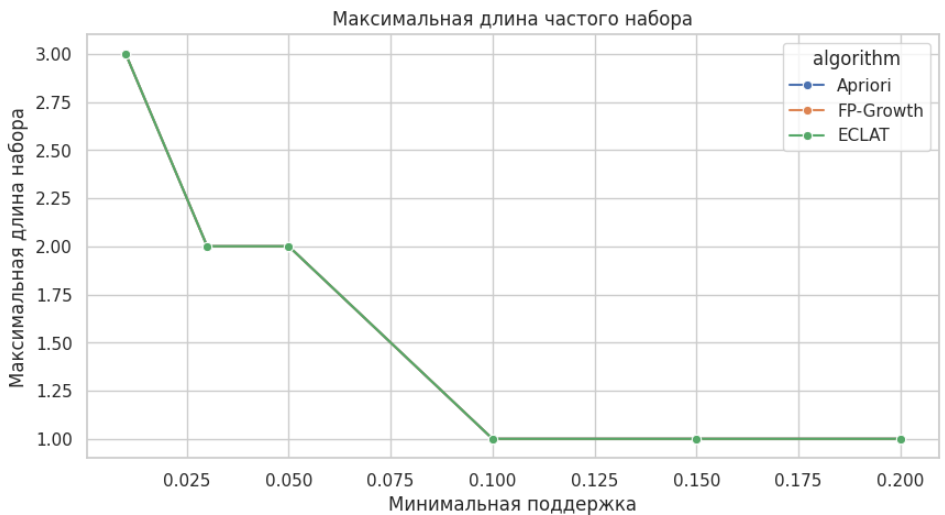 Максимальная длина частого набора
algorithm
Apriori
FP-Growth
ECLAT
Максимальная длина набора
3.00
2.75
2.50
2.25
2.00
1.75
1.50
1.25
1.00
0.025 0.050 0.075 0.100 0.125 0.150 0.175 0.200
Минимальная поддержка